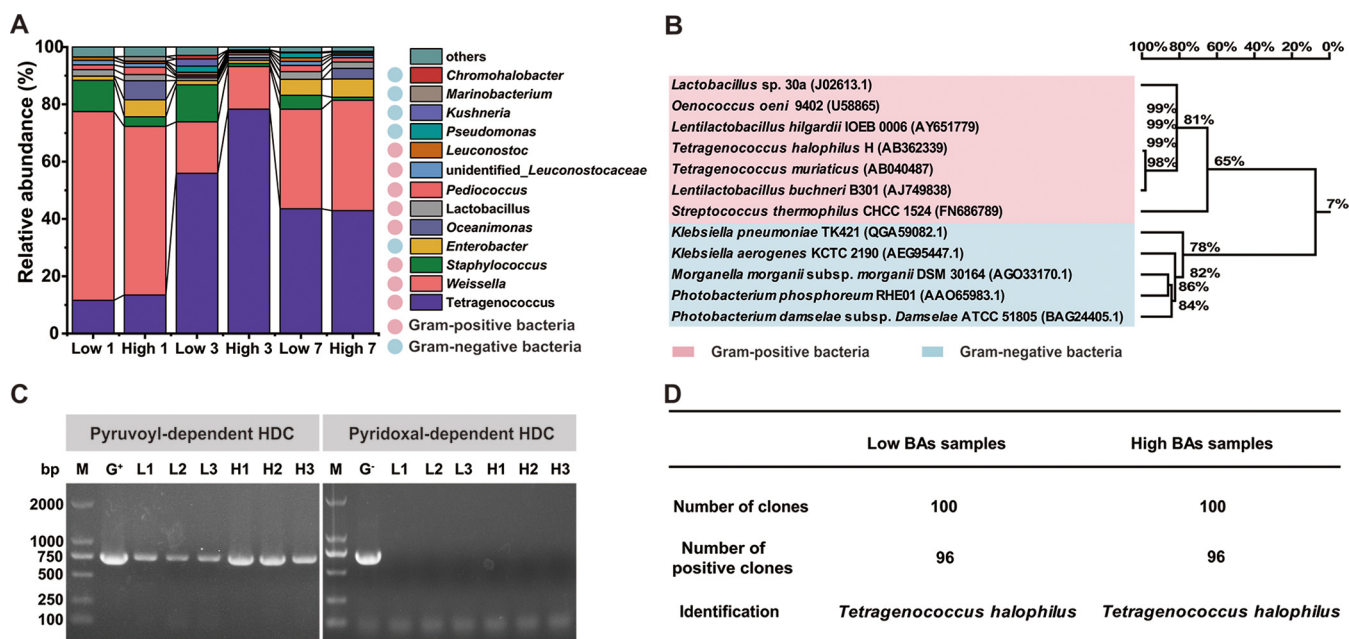 A
Relative abundance (%)
100
80
60
40
20
0
Low 1 High 1 Low 3 High 3 Low 7 High 7
others
Chromohalobacter
Marinobacterium
Kushneria
Pseudomonas
Leuconostoc
unidentified_Leuconostocaceae
Pediococcus
Lactobacillus
Oceanimonas
Enterobacter
Staphylococcus
Weissella
Tetragenococcus
Gram-positive bacteria
Gram-negative bacteria
B
100% 80% 60% 40% 20% 0%
Lactobacillus sp. 30a (J02613.1)
Oenococcus oeni 9402 (U58865)
Lentilactobacillus hilgardii IOEB 0006 (AY651779)
Tetragenococcus halophilus H (AB362339)
Tetragenococcus muriaticus (AB040487)
Lentilactobacillus buchneri B301 (AJ749838)
Streptococcus thermophilus CHCC 1524 (FN686789)
Klebsiella pneumoniae TK421 (QGA59082.1)
Klebsiella aerogenes KCTC 2190 (AEG95447.1)
Morganella morganii subsp. morganii DSM 30164 (AGO33170.1)
Photobacterium phosphoreum RHE01 (AAO65983.1)
Photobacterium damselae subsp. Damselae ATCC 51805 (BAG24405.1)
99%
99%
99%
98%
81%
65%
7%
78%
82%
86%
84%
Gram-positive bacteria Gram-negative bacteria
C
Pyruvoyl-dependent HDC Pyridoxal-dependent HDC
bp M G+ L1 L2 L3 H1 H2 H3 M G- L1 L2 L3 H1 H2 H3
2000
1000
750
500
250
100
D
Low BAs samples High BAs samples
Number of clones 100 100
Number of
positive clones 96 96
Identification Tetragenococcus halophilus Tetragenococcus halophilus